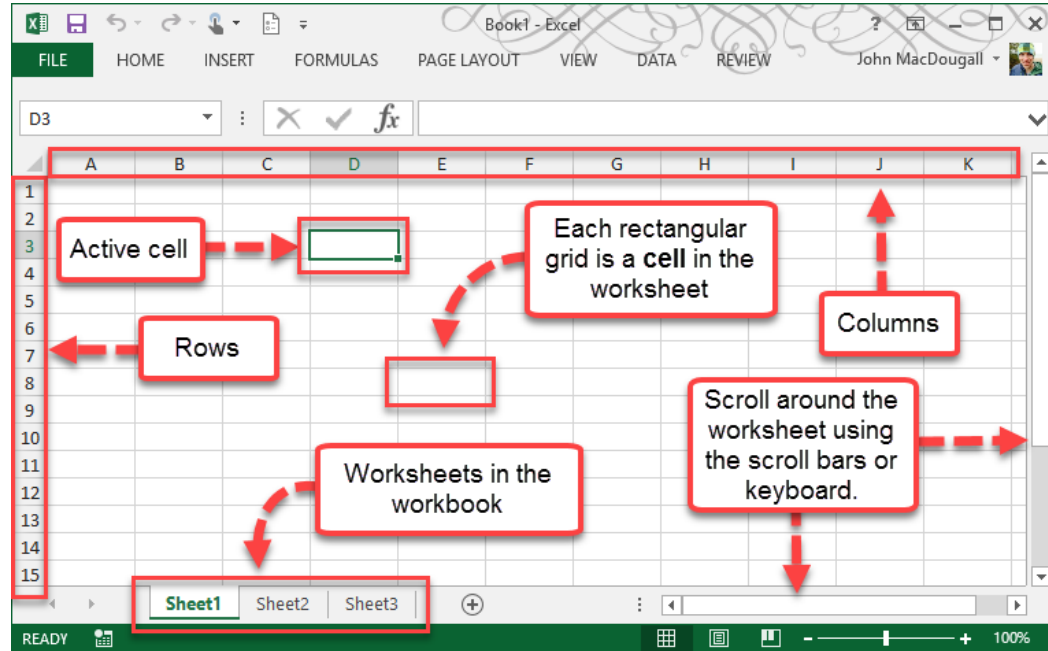 Book1 - Excel
?
FILE HOME INSERT FORMULAS PAGE LAYOUT VIEW DATA REVIEW John MacDougall
D3 fx
A B C D E F G H I J K
1
2
3
4
5
6
7
8
9
10
11
12
13
14
15
Active cell
Each rectangular
grid is a cell in the
worksheet
Columns
Rows
Scroll around the
worksheet using
the scroll bars or
keyboard.
Worksheets in the
workbook
Sheet1 Sheet2 Sheet3
READY 100%